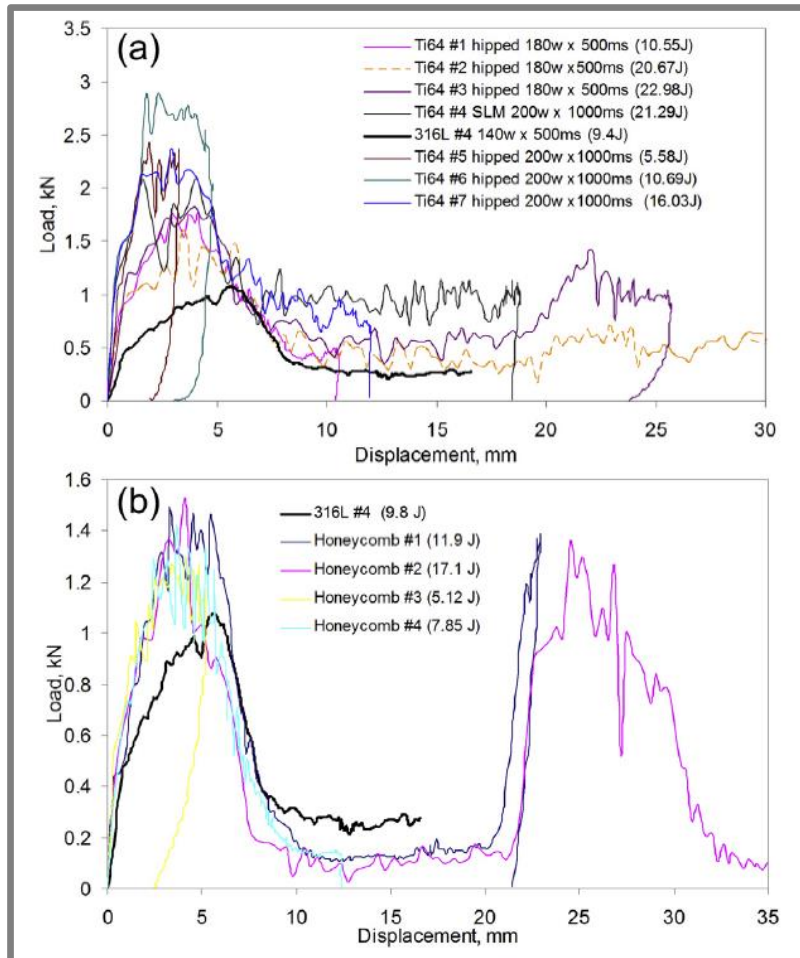 (a)
3.5
3
2.5
2
1.5
1
0.5
0
Load, kN
Ti64 #1 hipped 180w x 500ms (10.55J)
Ti64 #2 hipped 180w x500ms (20.67J)
Ti64 #3 hipped 180w x 500ms (22.98J)
Ti64 #4 SLM 200w x 1000ms (21.29J)
316L #4 140w x 500ms (9.4J)
Ti64 #5 hipped 200w x1000ms (5.58J)
Ti64 #6 hipped 200w x1000ms (10.69J)
Ti64 #7 hipped 200w x1000ms (16.03J)
0 5 10 15 20 25 30
Displacement, mm
(b)
1.6
1.4
1.2
1
0.8
0.6
0.4
0.2
0
Load, kN
316L #4 (9.8 J)
Honeycomb #1 (11.9 J)
Honeycomb #2 (17.1 J)
Honeycomb #3 (5.12 J)
Honeycomb #4 (7.85 J)
0 5 10 15 20 25 30 35
Displacement, mm